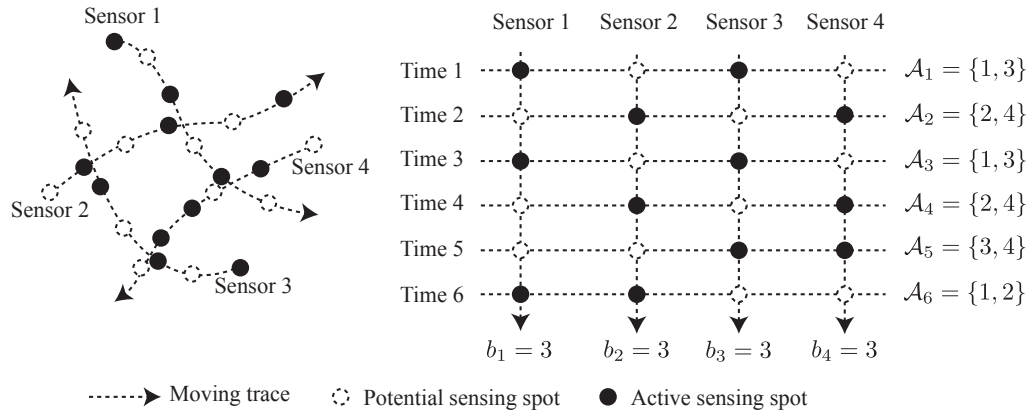 Sensor 1
Sensor 4
Sensor 2
Sensor 3
Sensor 1 Sensor 2 Sensor 3 Sensor 4
Time 1 𝒜₁ = {1, 3}
Time 2 𝒜₂ = {2, 4}
Time 3 𝒜₃ = {1, 3}
Time 4 𝒜₄ = {2, 4}
Time 5 𝒜₅ = {3, 4}
Time 6 𝒜₆ = {1, 2}
b₁ = 3 b₂ = 3 b₃ = 3 b₄ = 3
Moving trace Potential sensing spot Active sensing spot